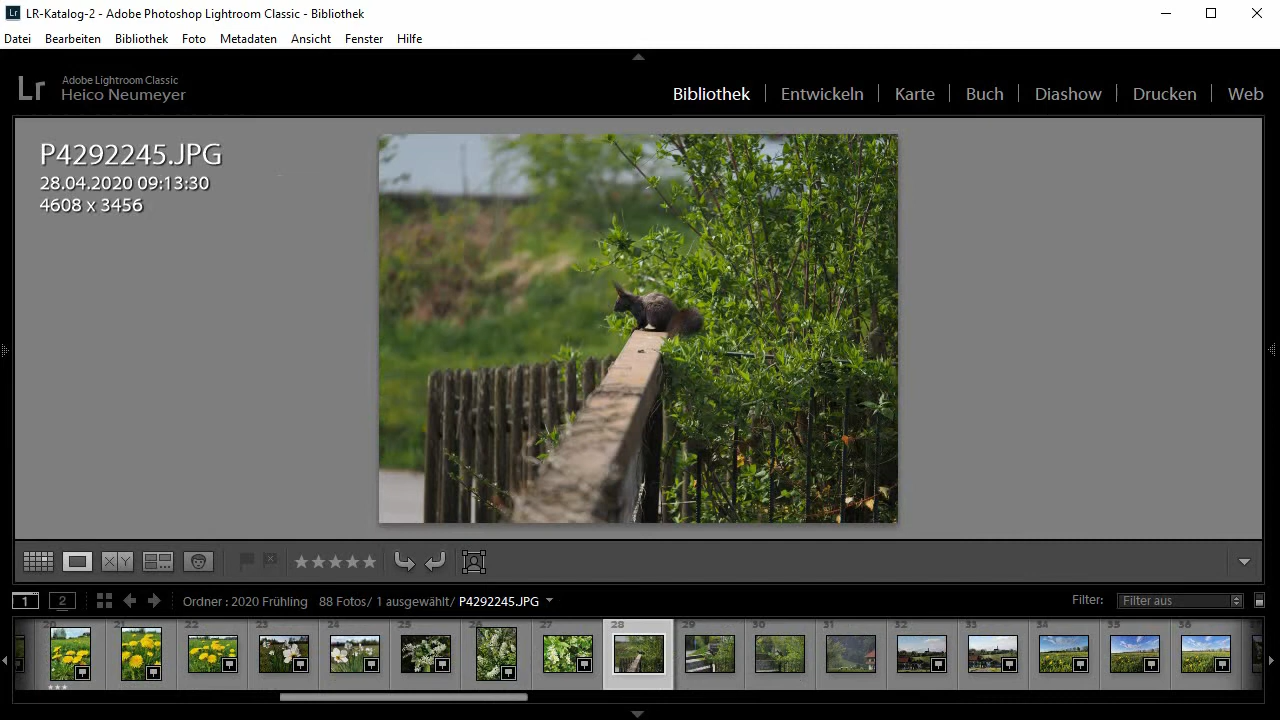 Lr LR-Katalog-2 - Adobe Photoshop Lightroom Classic - Bibliothek
Datei Bearbeiten Bibliothek Foto Metadaten Ansicht Fenster Hilfe
Lr Adobe Lightroom Classic
Heico Neumeyer
Bibliothek | Entwickeln | Karte | Buch | Diashow | Drucken | Web
P4292245.JPG
28.04.2020 09:13:30
4608 x 3456
X Y
1 2 Ordner : 2020 Frühling 88 Fotos/ 1 ausgewählt/ P4292245.JPG Filter: Filter aus
20 21 22 23 24 25 26 27 28 29 30 31 32 33 34 35 36